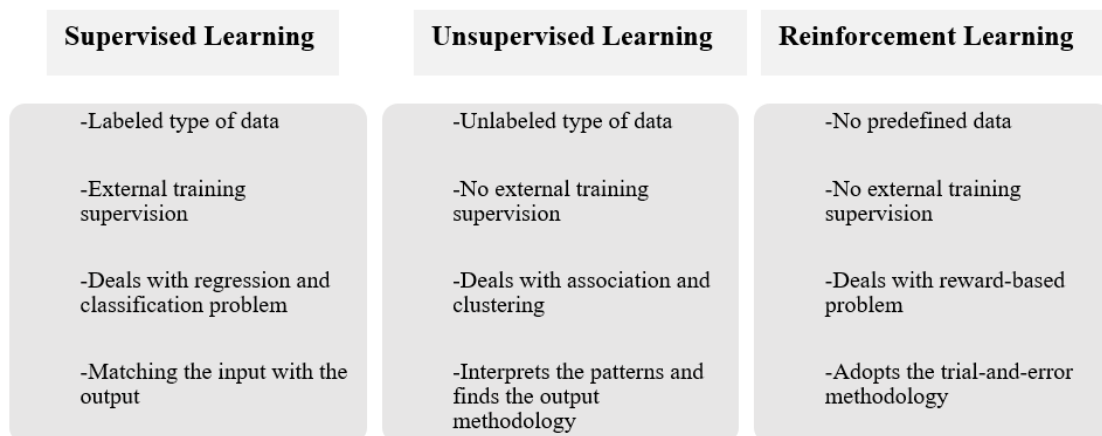 Supervised Learning
Unsupervised Learning
Reinforcement Learning
-Labeled type of data
-External training
supervision
-Deals with regression and
classification problem
-Matching the input with the
output
-Unlabeled type of data
-No external training
supervision
-Deals with association and
clustering
-Interprets the patterns and
finds the output
methodology
-No predefined data
-No external training
supervision
-Deals with reward-based
problem
-Adopts the trial-and-error
methodology